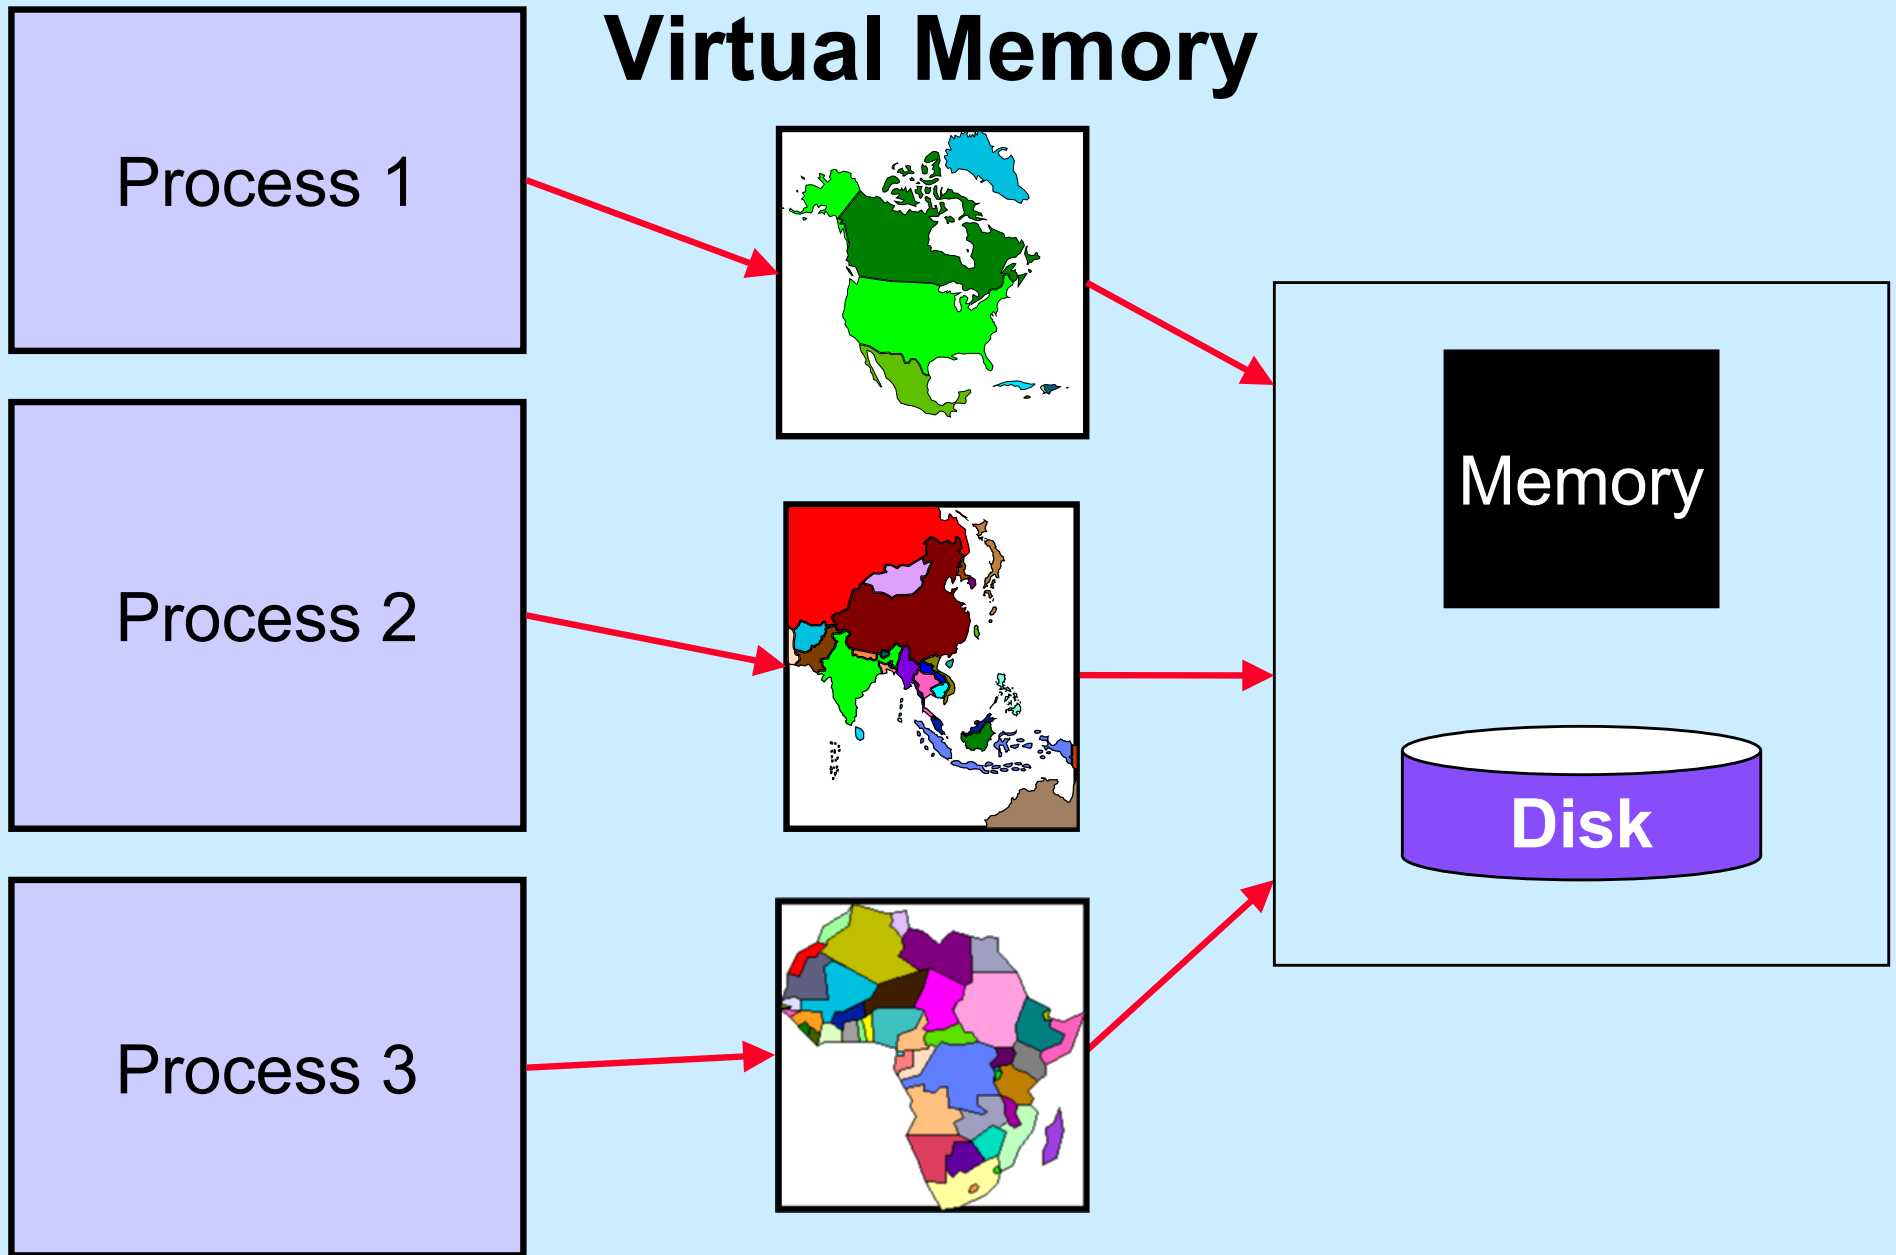 Virtual Memory
Process 1
Process 2
Process 3
Memory
Disk